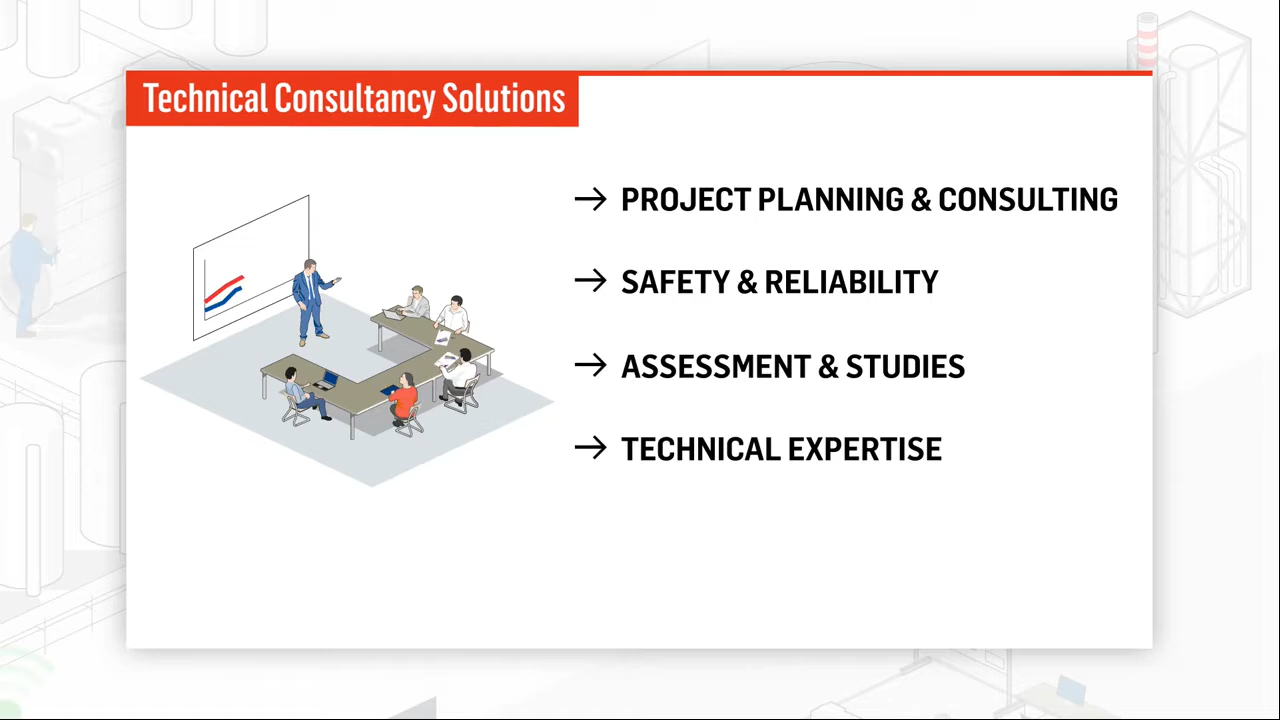 Technical Consultancy Solutions
→ PROJECT PLANNING & CONSULTING
→ SAFETY & RELIABILITY
→ ASSESSMENT & STUDIES
→ TECHNICAL EXPERTISE